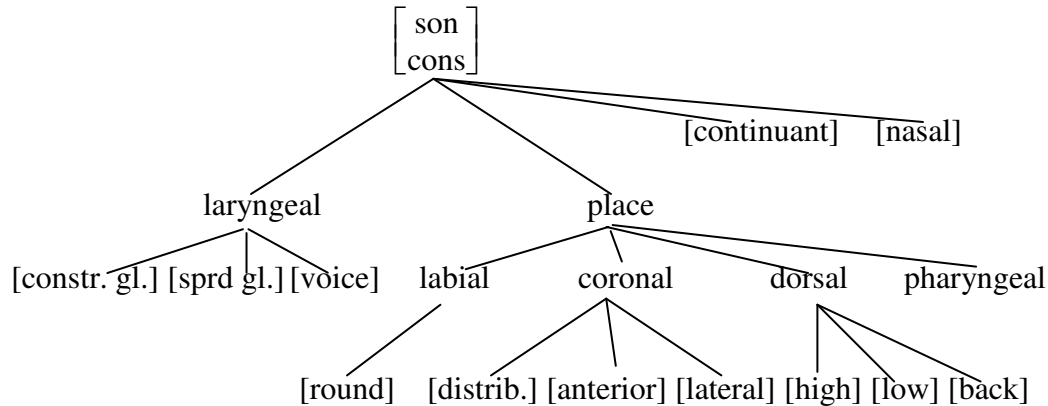 son
cons
[continuant] [nasal]
laryngeal place
[constr. gl.] [sprd gl.] [voice] labial coronal dorsal pharyngeal
[round] [distrib.] [anterior] [lateral] [high] [low] [back]